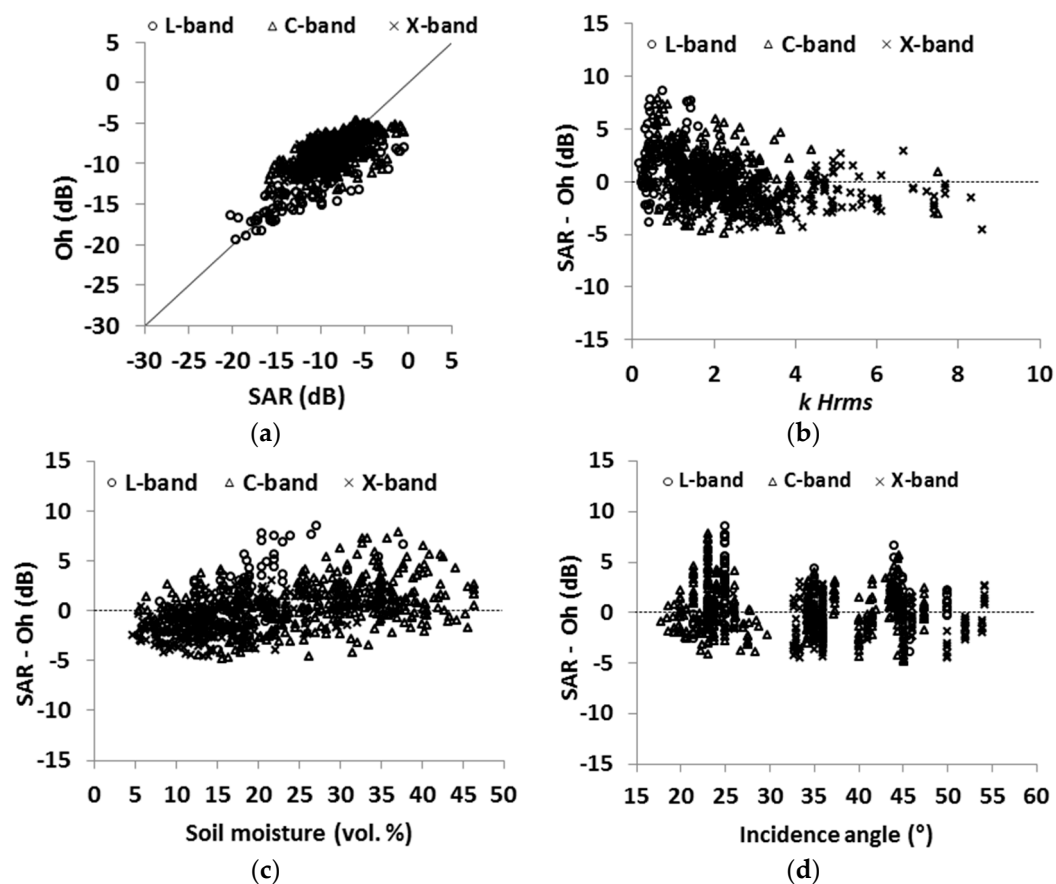 L-band C-band X-band
5
0
-5
-10
-15
-20
-25
-30
Oh (dB)
-30 -25 -20 -15 -10 -5 0 5
SAR (dB)
(a)
L-band C-band X-band
15
10
5
0
-5
-10
-15
SAR - Oh (dB)
0 2 4 6 8 10
k Hrms
(b)
L-band C-band X-band
15
10
5
0
-5
-10
-15
SAR - Oh (dB)
0 5 10 15 20 25 30 35 40 45 50
Soil moisture (vol. %)
(c)
L-band C-band X-band
15
10
5
0
-5
-10
-15
SAR - Oh (dB)
15 20 25 30 35 40 45 50 55 60
Incidence angle (°)
(d)